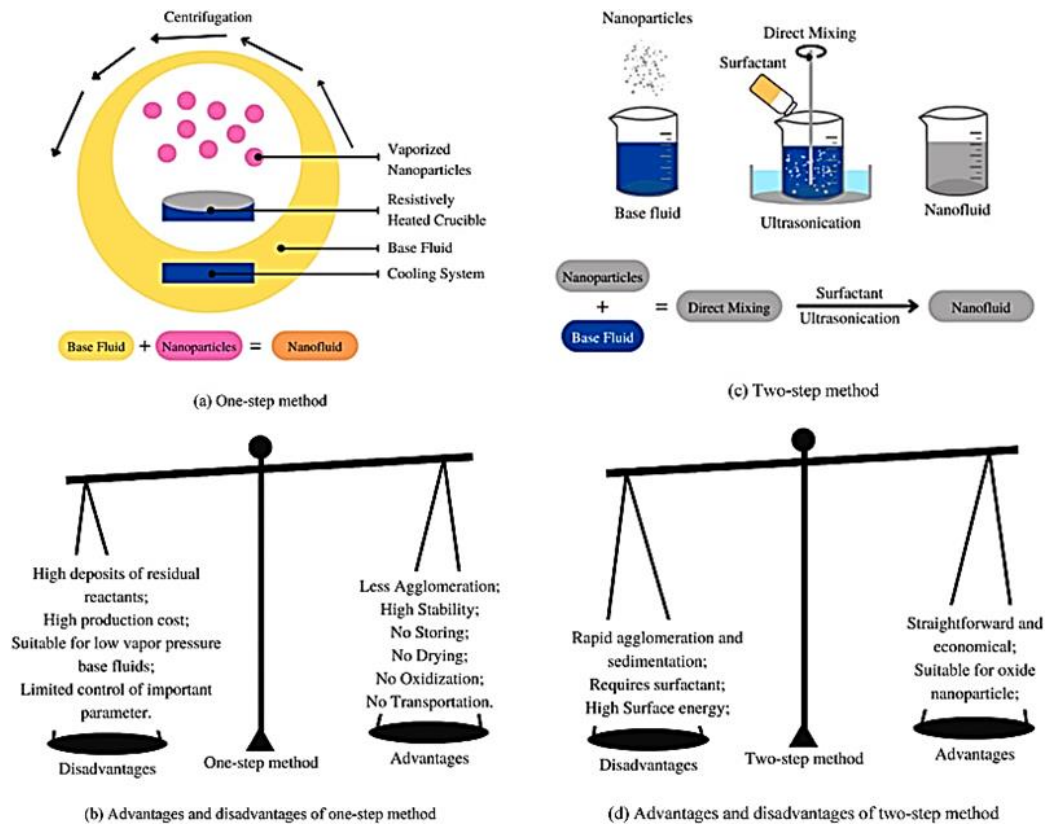 Centrifugation
Vaporized
Nanoparticles
Resistively
Heated Crucible
Base Fluid
Cooling System
Base Fluid + Nanoparticles = Nanofluid
(a) One-step method
Nanoparticles
Direct Mixing
Surfactant
Base fluid
Ultrasonication
Nanofluid
Nanoparticles
+
Base Fluid
= Direct Mixing
Surfactant
Ultrasonication
Nanofluid
(c) Two-step method
High deposits of residual
reactants;
High production cost;
Suitable for low vapor pressure
base fluids;
Limited control of important
parameter.
Disadvantages
One-step method
Less Agglomeration;
High Stability;
No Storing;
No Drying;
No Oxidization;
No Transportation.
Advantages
(b) Advantages and disadvantages of one-step method
Rapid agglomeration and
sedimentation;
Requires surfactant;
High Surface energy;
Disadvantages
Two-step method
Straightforward and
economical;
Suitable for oxide
nanoparticle;
Advantages
(d) Advantages and disadvantages of two-step method